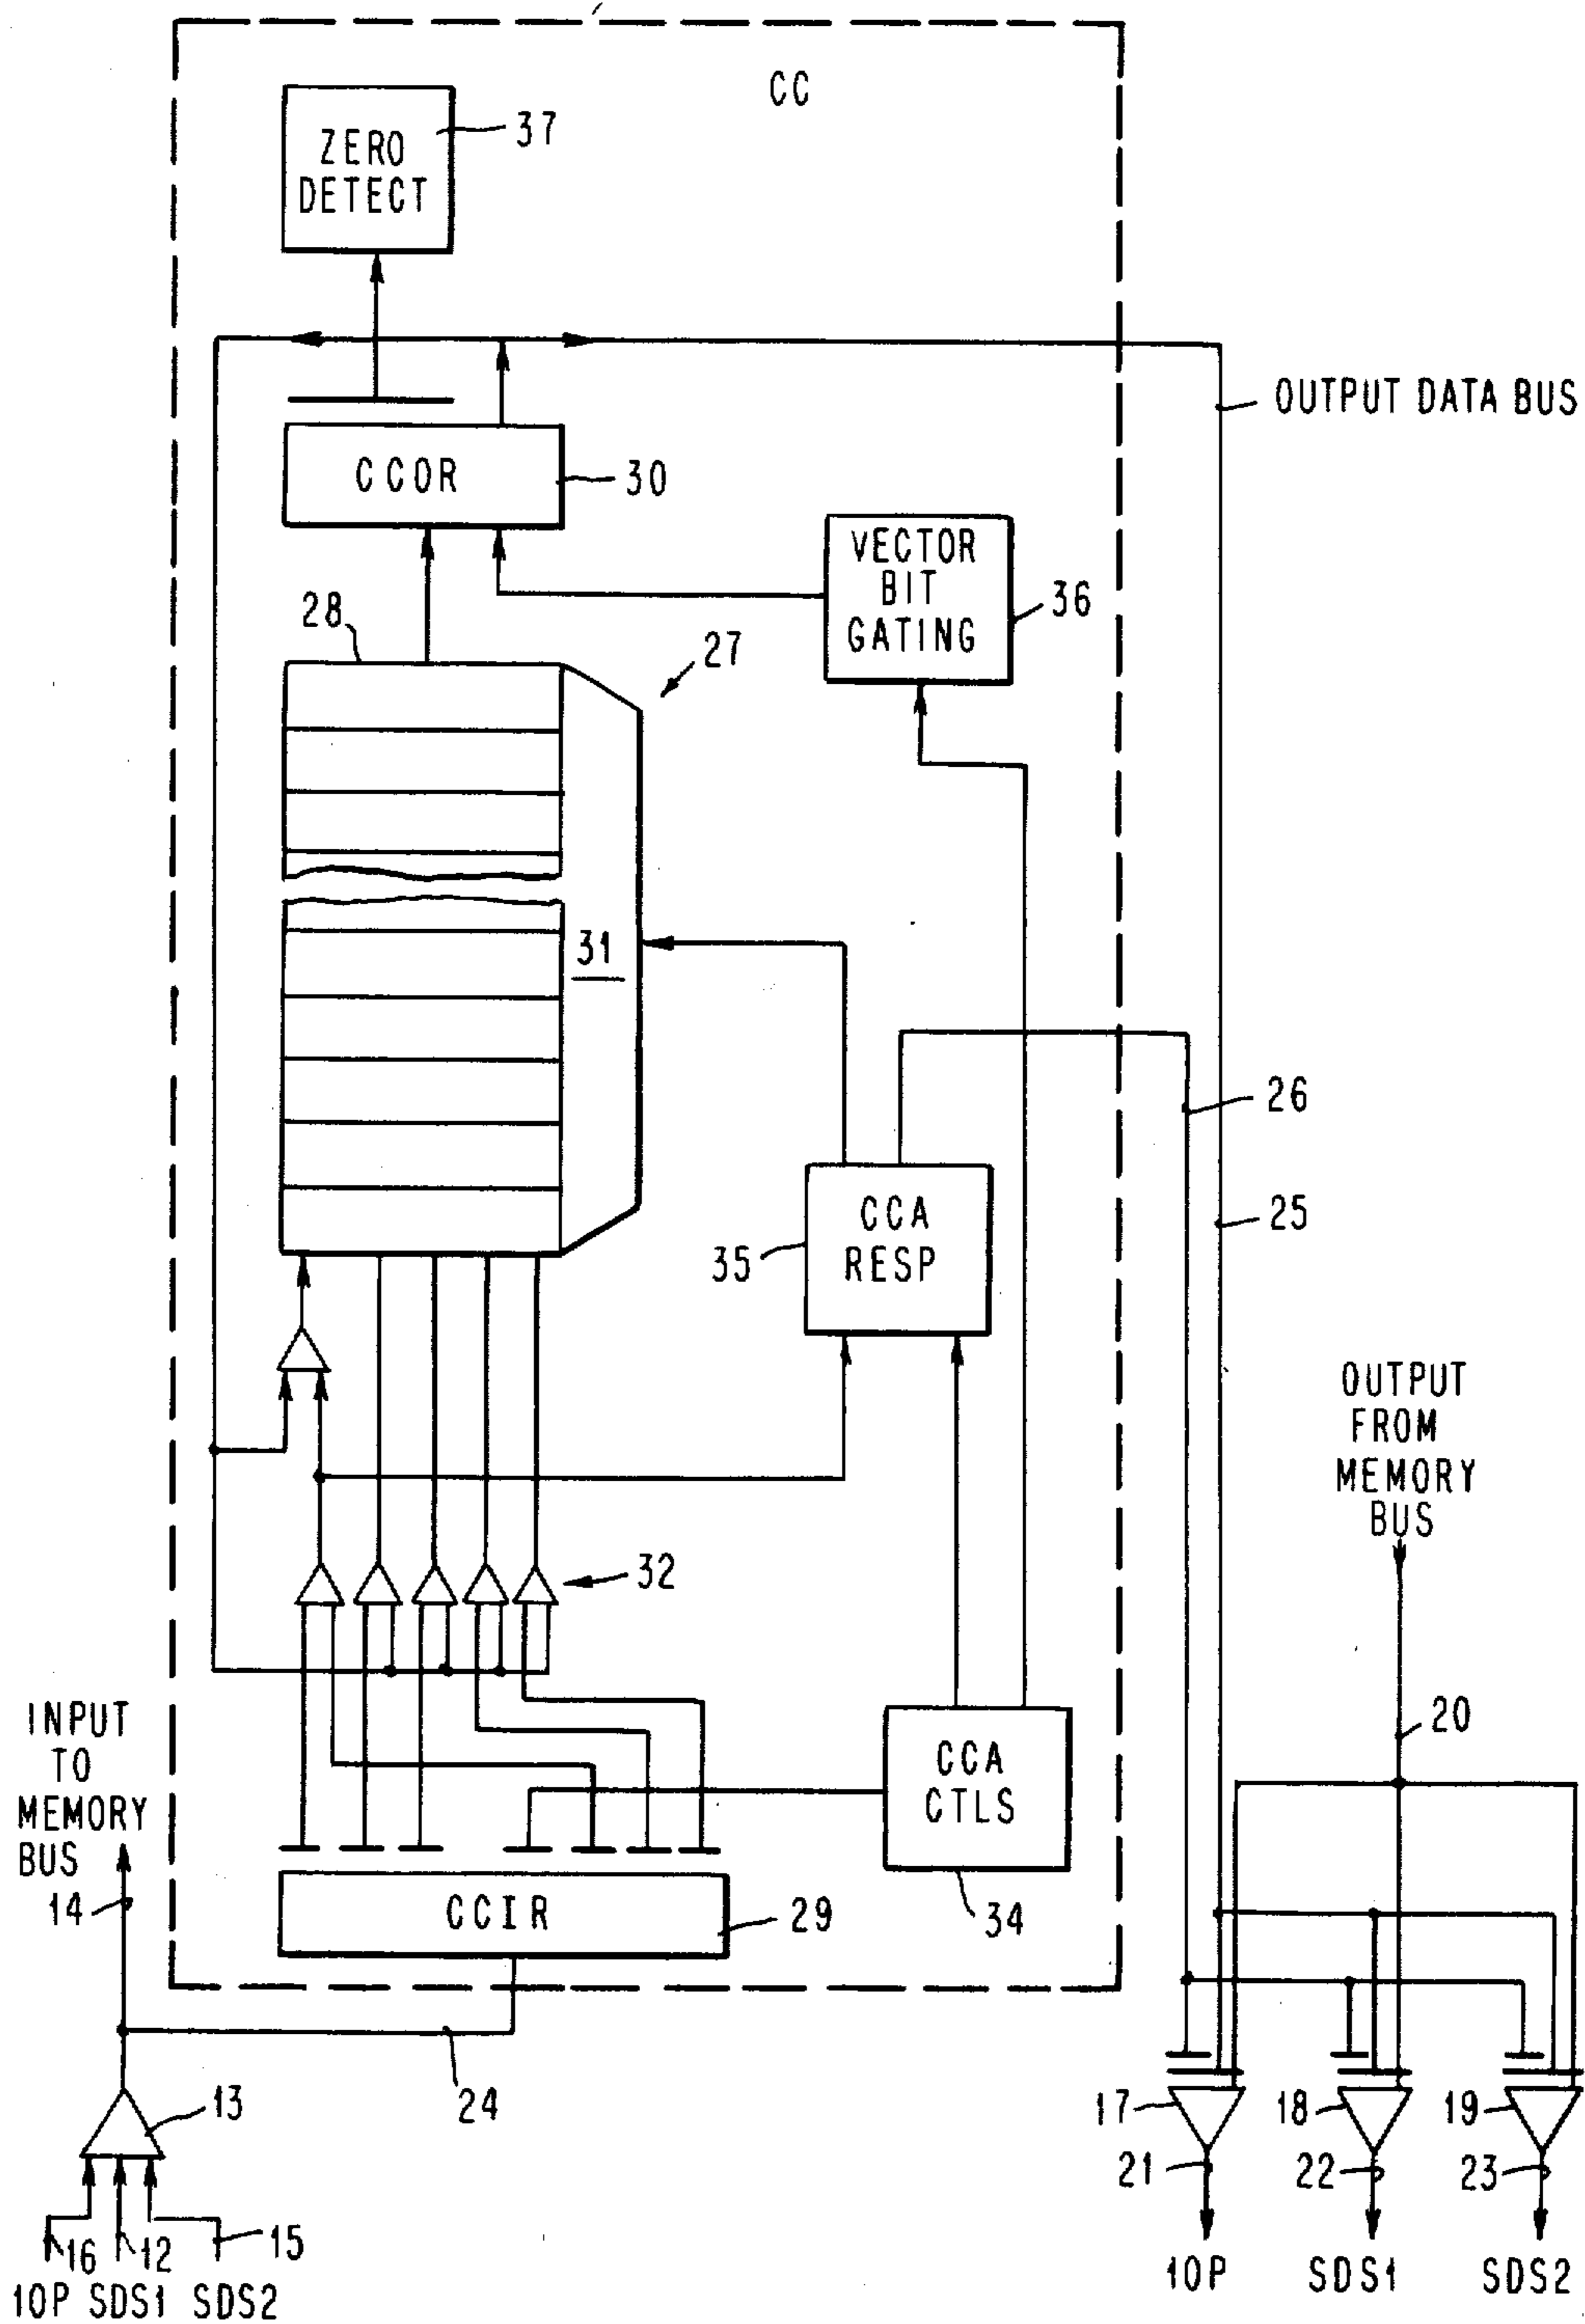 CC
ZERO
DETECT
37
OUTPUT DATA BUS
CCOR
30
VECTOR
BIT
GATING
36
28
27
31
26
25
CCA
RESP
35
OUTPUT
FROM
MEMORY
BUS
32
20
INPUT
TO
MEMORY
BUS
14
CCA
CTLS
34
CCIR
29
24
13
17
18
19
21
22
23
16
12
15
IOP SDS1 SDS2
IOP
SDS1
SDS2